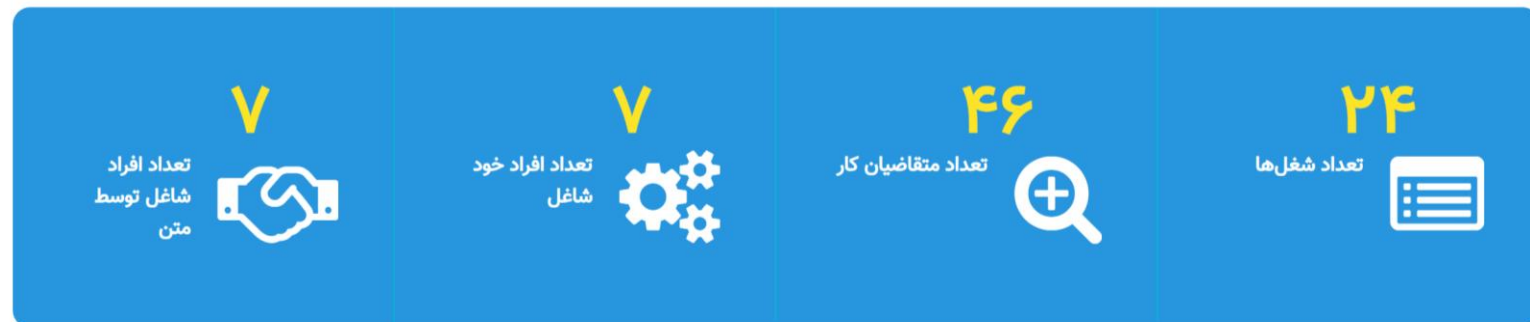 ۲۴
تعداد شغل‌ها
۴۶
تعداد متقاضیان کار
۷
تعداد افراد خود
شاغل
۷
تعداد افراد
شاغل توسط
متن